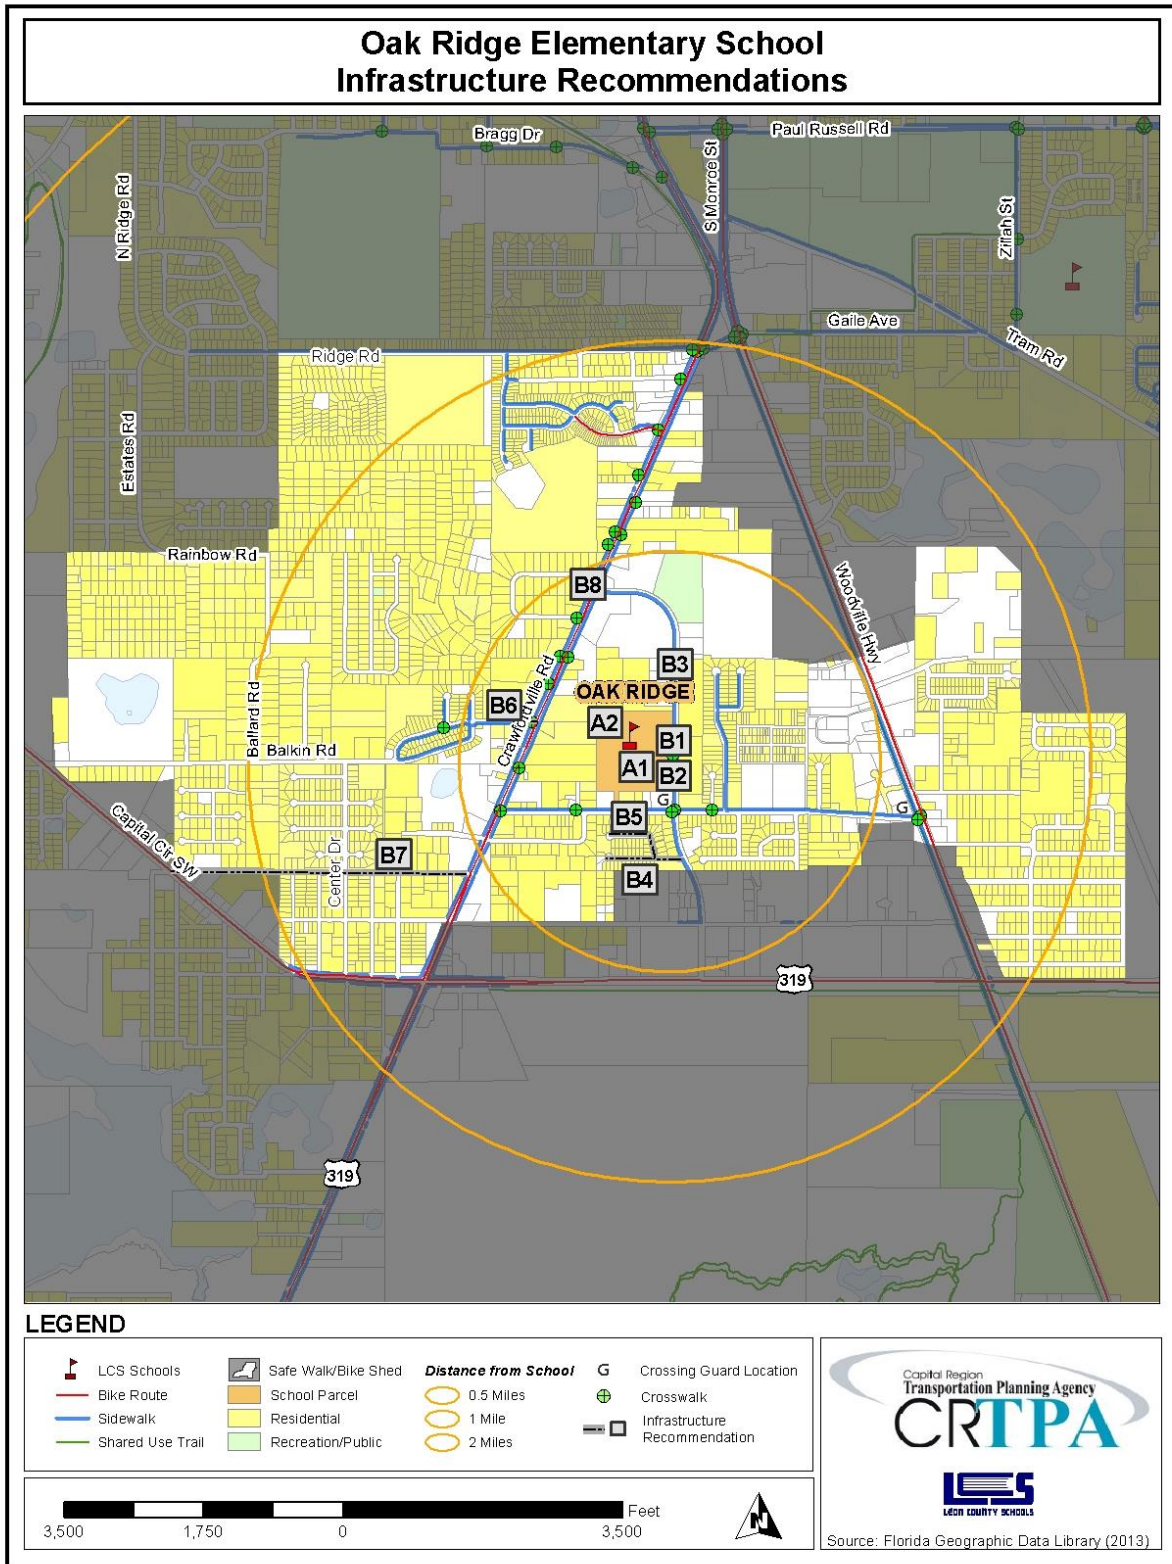 Oak Ridge Elementary School
Infrastructure Recommendations
Bragg Dr
Paul Russell Rd
N Ridge Rd
S Monroe St
Zillah St
Gaile Ave
Tram Rd
Ridge Rd
Estates Rd
Rainbow Rd
B8
Woodville Hwy
B3
Crawfordville Rd
OAK RIDGE
B6
A2
Ballard Rd
B1
Balkin Rd
A1
B2
G
G
B5
Capital Cir SW
Center Dr
B7
B4
319
319
LEGEND
LCS Schools
Bike Route
Sidewalk
Shared Use Trail
Safe Walk/Bike Shed
School Parcel
Residential
Recreation/Public
Distance from School
0.5 Miles
1 Mile
2 Miles
G Crossing Guard Location
Crosswalk
Infrastructure
Recommendation
Capital Region
Transportation Planning Agency
CRTPA
LCS
LEON COUNTY SCHOOLS
Source: Florida Geographic Data Library (2013)
Feet
3,500 1,750 0 3,500
N